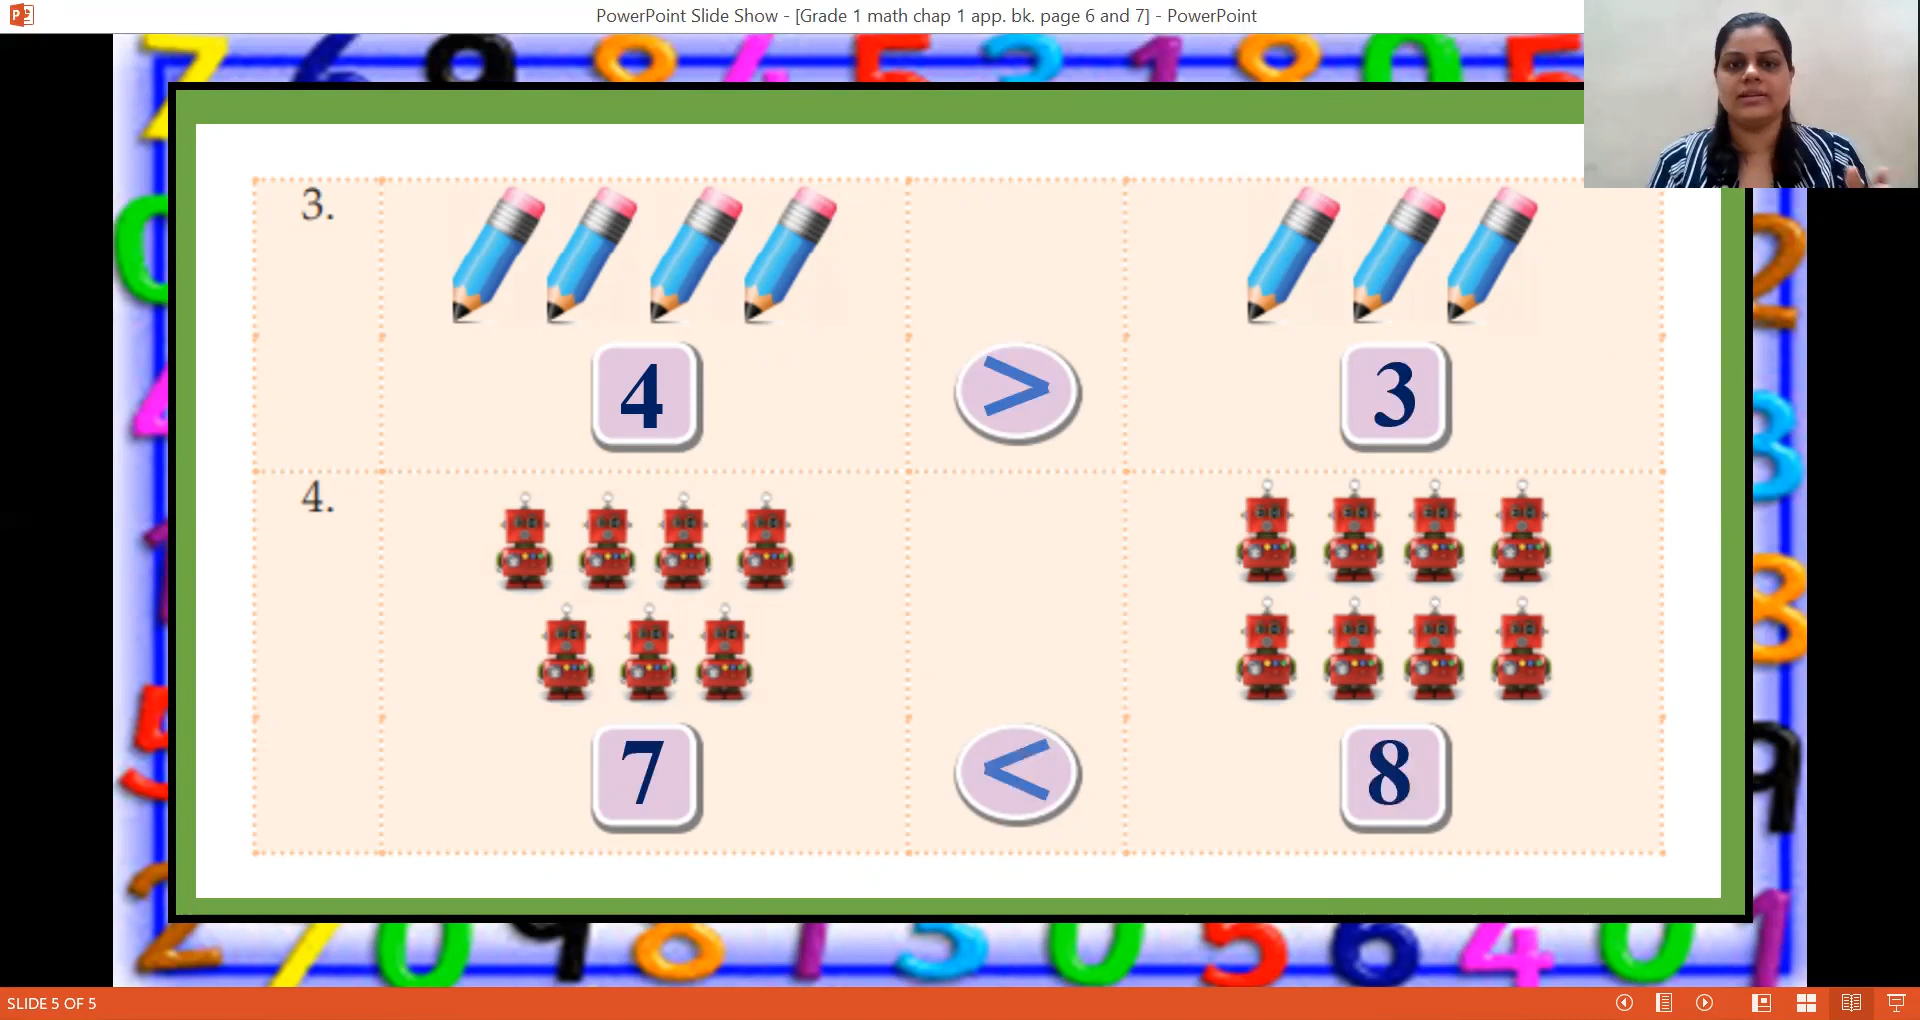 PowerPoint Slide Show - [Grade 1 math chap 1 app. bk. page 6 and 7] - PowerPoint
3.
4 > 3
4.
7 < 8
SLIDE 5 OF 5